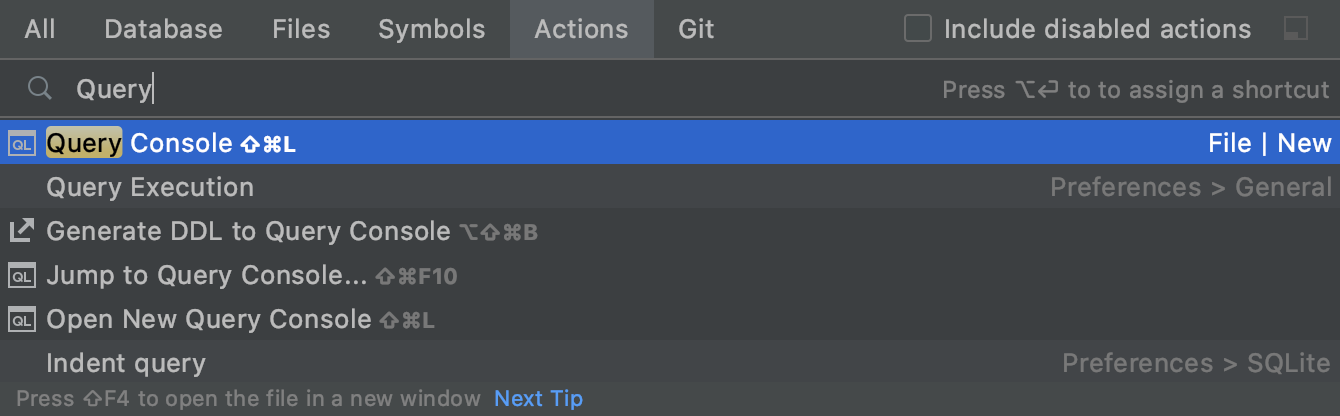 All Database Files Symbols Actions Git Include disabled actions
Query Press ⌥↩ to to assign a shortcut
QL Query Console ⇧⌘L File | New
Query Execution Preferences > General
Generate DDL to Query Console ⌥⇧⌘B
QL Jump to Query Console... ⇧⌘F10
QL Open New Query Console ⇧⌘L
Indent query Preferences > SQLite
Press ⇧F4 to open the file in a new window Next Tip